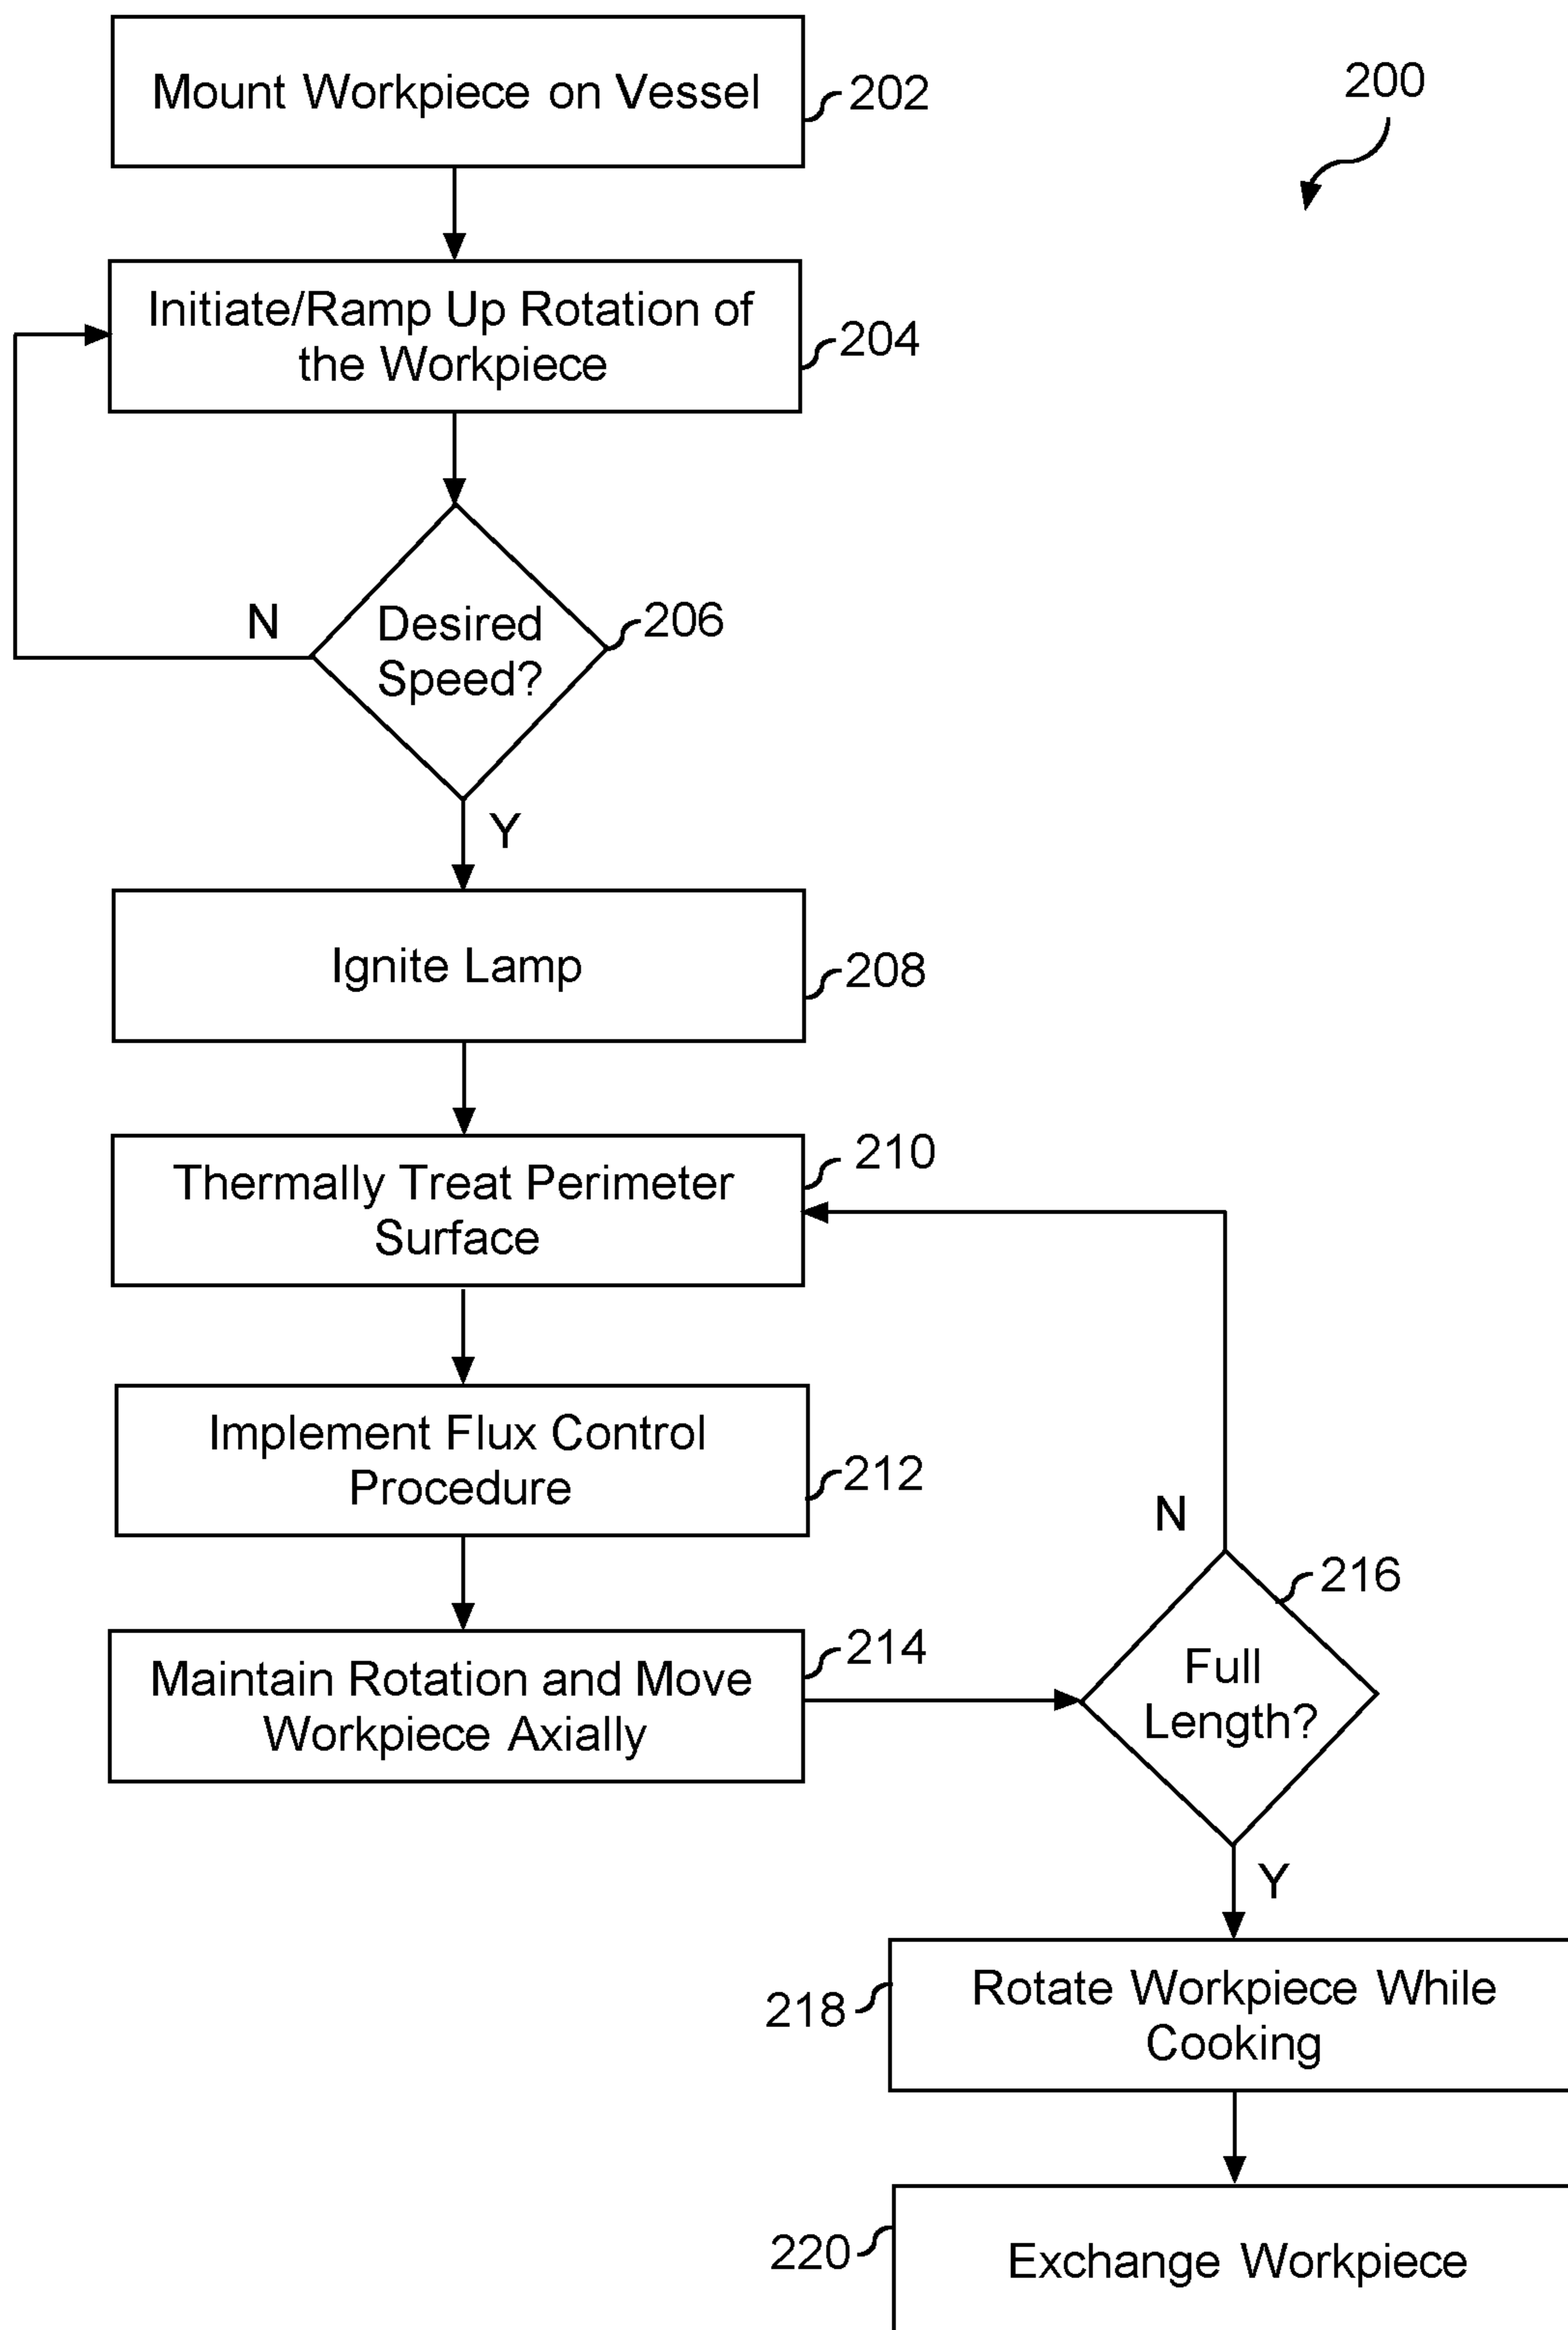 Mount Workpiece on Vessel
202
200
Initiate/Ramp Up Rotation of
the Workpiece
204
N
Desired
Speed?
206
Y
Ignite Lamp
208
Thermally Treat Perimeter
Surface
210
Implement Flux Control
Procedure
212
Maintain Rotation and Move
Workpiece Axially
214
N
216
Full
Length?
Y
218
Rotate Workpiece While
Cooking
220
Exchange Workpiece